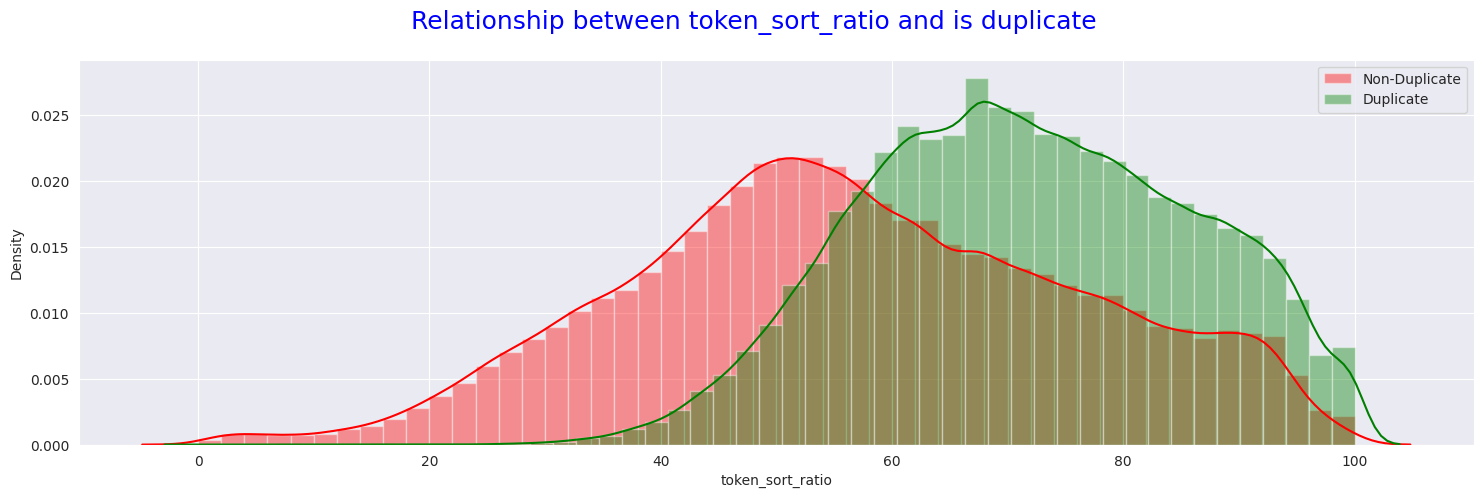 Relationship between token_sort_ratio and is duplicate
Non-Duplicate
Duplicate
Density
0.025
0.020
0.015
0.010
0.005
0.000
0
20
40
60
80
100
token_sort_ratio